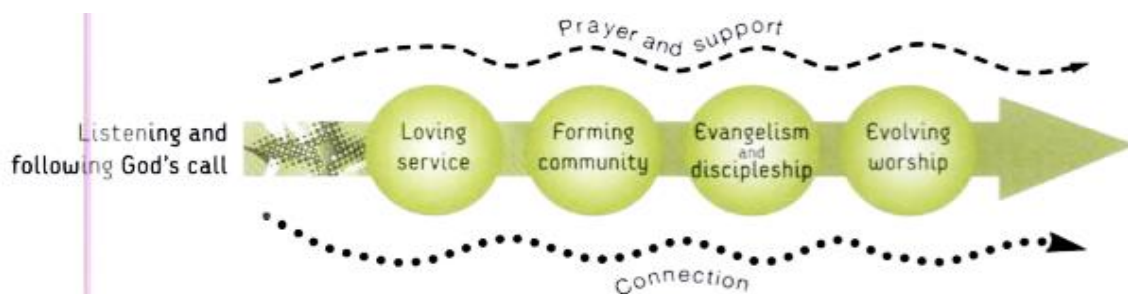 Prayer and support
Listening and
following God's call
Loving
service
Forming
community
Evangelism
and
discipleship
Evolving
worship
Connection